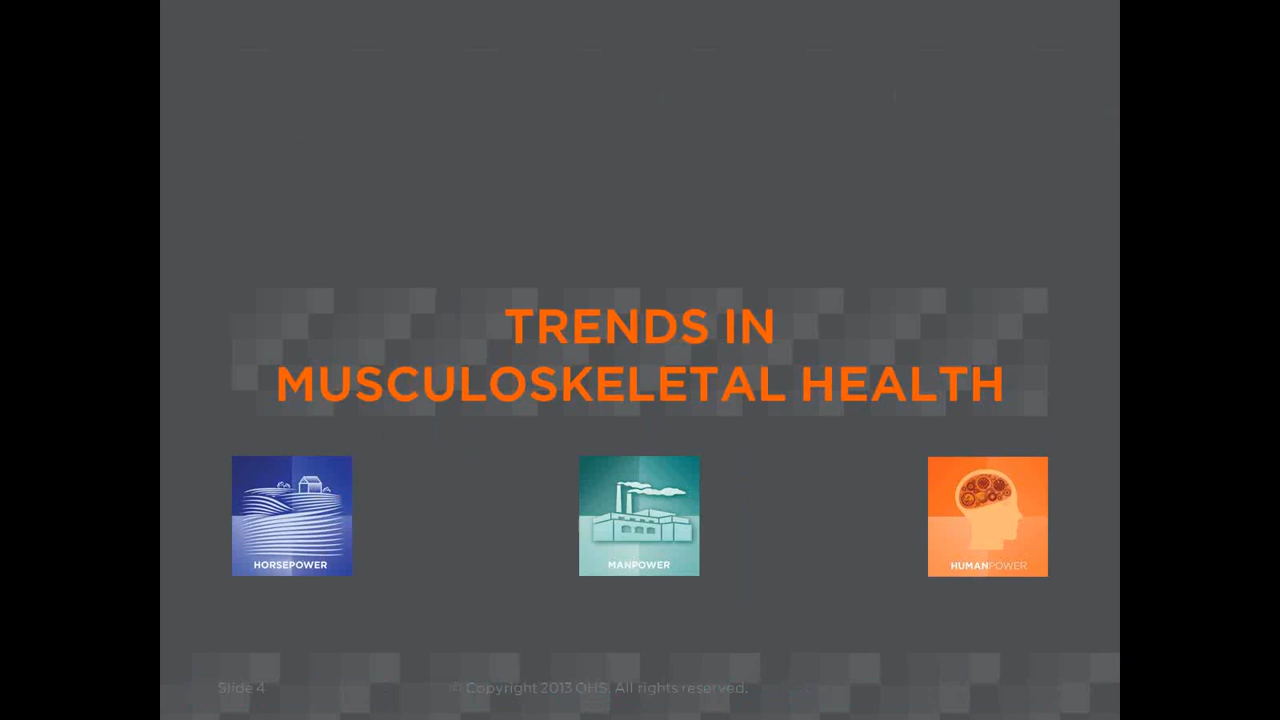 TRENDS IN
MUSCULOSKELETAL HEALTH
HORSEPOWER
MANPOWER
HUMANPOWER
Slide 4
© Copyright 2013 OHS. All rights reserved.